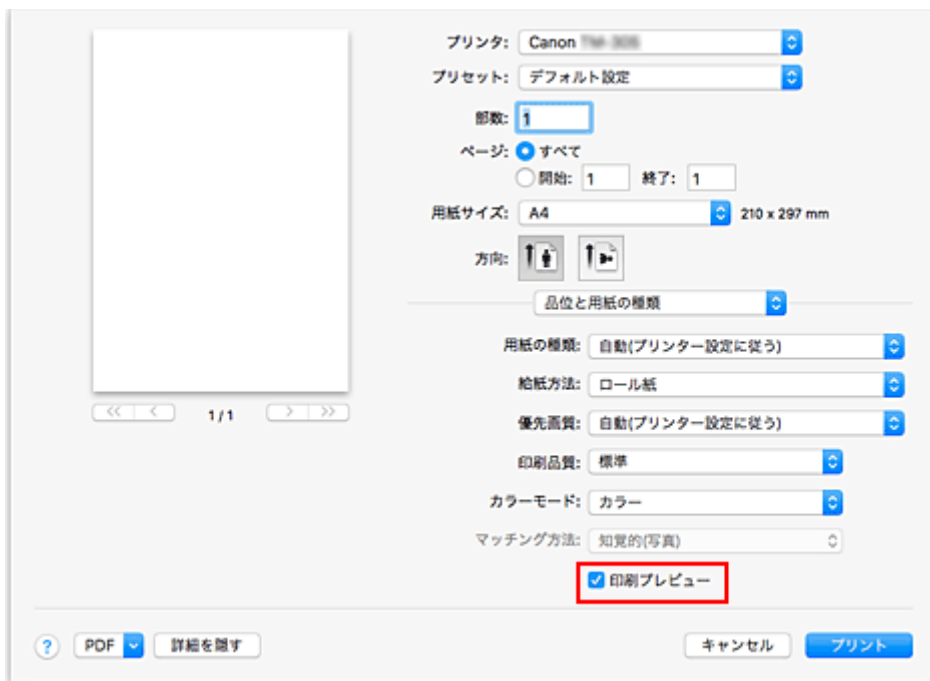 プリンタ: Canon
プリセット: デフォルト設定
部数: 1
ページ: すべて
開始: 1 終了: 1
用紙サイズ: A4 210 x 297 mm
方向:
品位と用紙の種類
用紙の種類: 自動(プリンター設定に従う)
給紙方法: ロール紙
優先画質: 自動(プリンター設定に従う)
1/1
印刷品質: 標準
カラーモード: カラー
マッチング方法: 知覚的(写真)
印刷プレビュー
? PDF 詳細を隠す キャンセル プリント